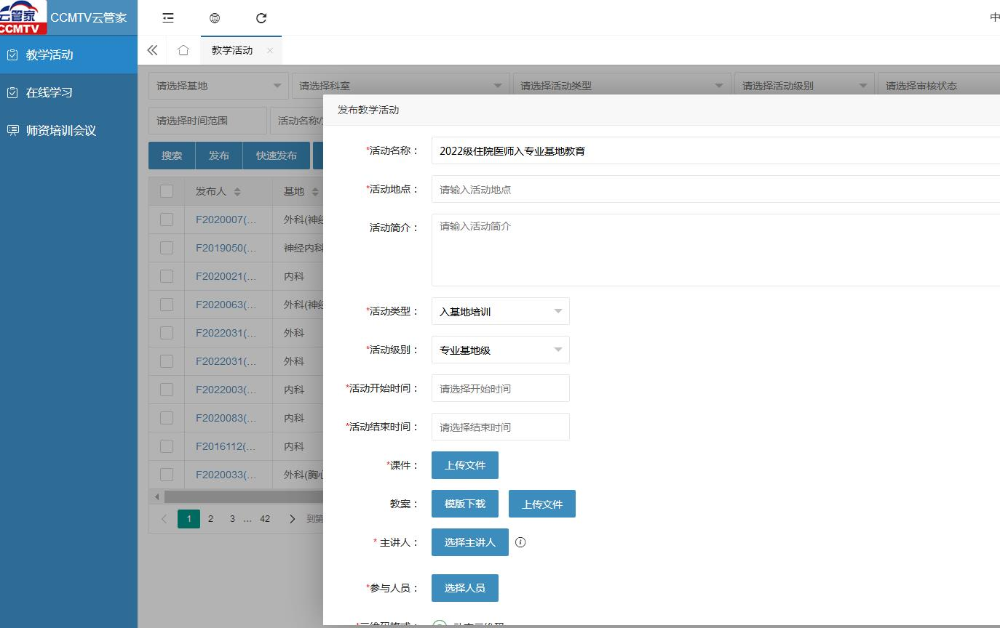 云管家
CCMTV
CCMTV云管家
中
教学活动
在线学习
师资培训会议
教学活动
请选择基地
请选择科室
请选择活动类型
请选择活动级别
请选择审核状态
请选择时间范围
活动名称/
搜索
发布
快速发布
发布人
基地
F2020007(...
外科(神经
F2019050(...
神经内科
F2020021(...
内科
F2020063(...
外科(神经
F2022031(...
外科
F2022031(...
外科
F2022003(...
内科
F2020083(...
内科
F2016112(...
内科
F2020033(...
外科(胸心
1
2
3
...
42
到第
发布教学活动
*活动名称:
2022级住院医师入专业基地教育
*活动地点:
请输入活动地点
活动简介:
请输入活动简介
*活动类型:
入基地培训
*活动级别:
专业基地级
*活动开始时间:
请选择开始时间
*活动结束时间:
请选择结束时间
*课件:
上传文件
教案:
模版下载
上传文件
* 主讲人:
选择主讲人
*参与人员:
选择人员